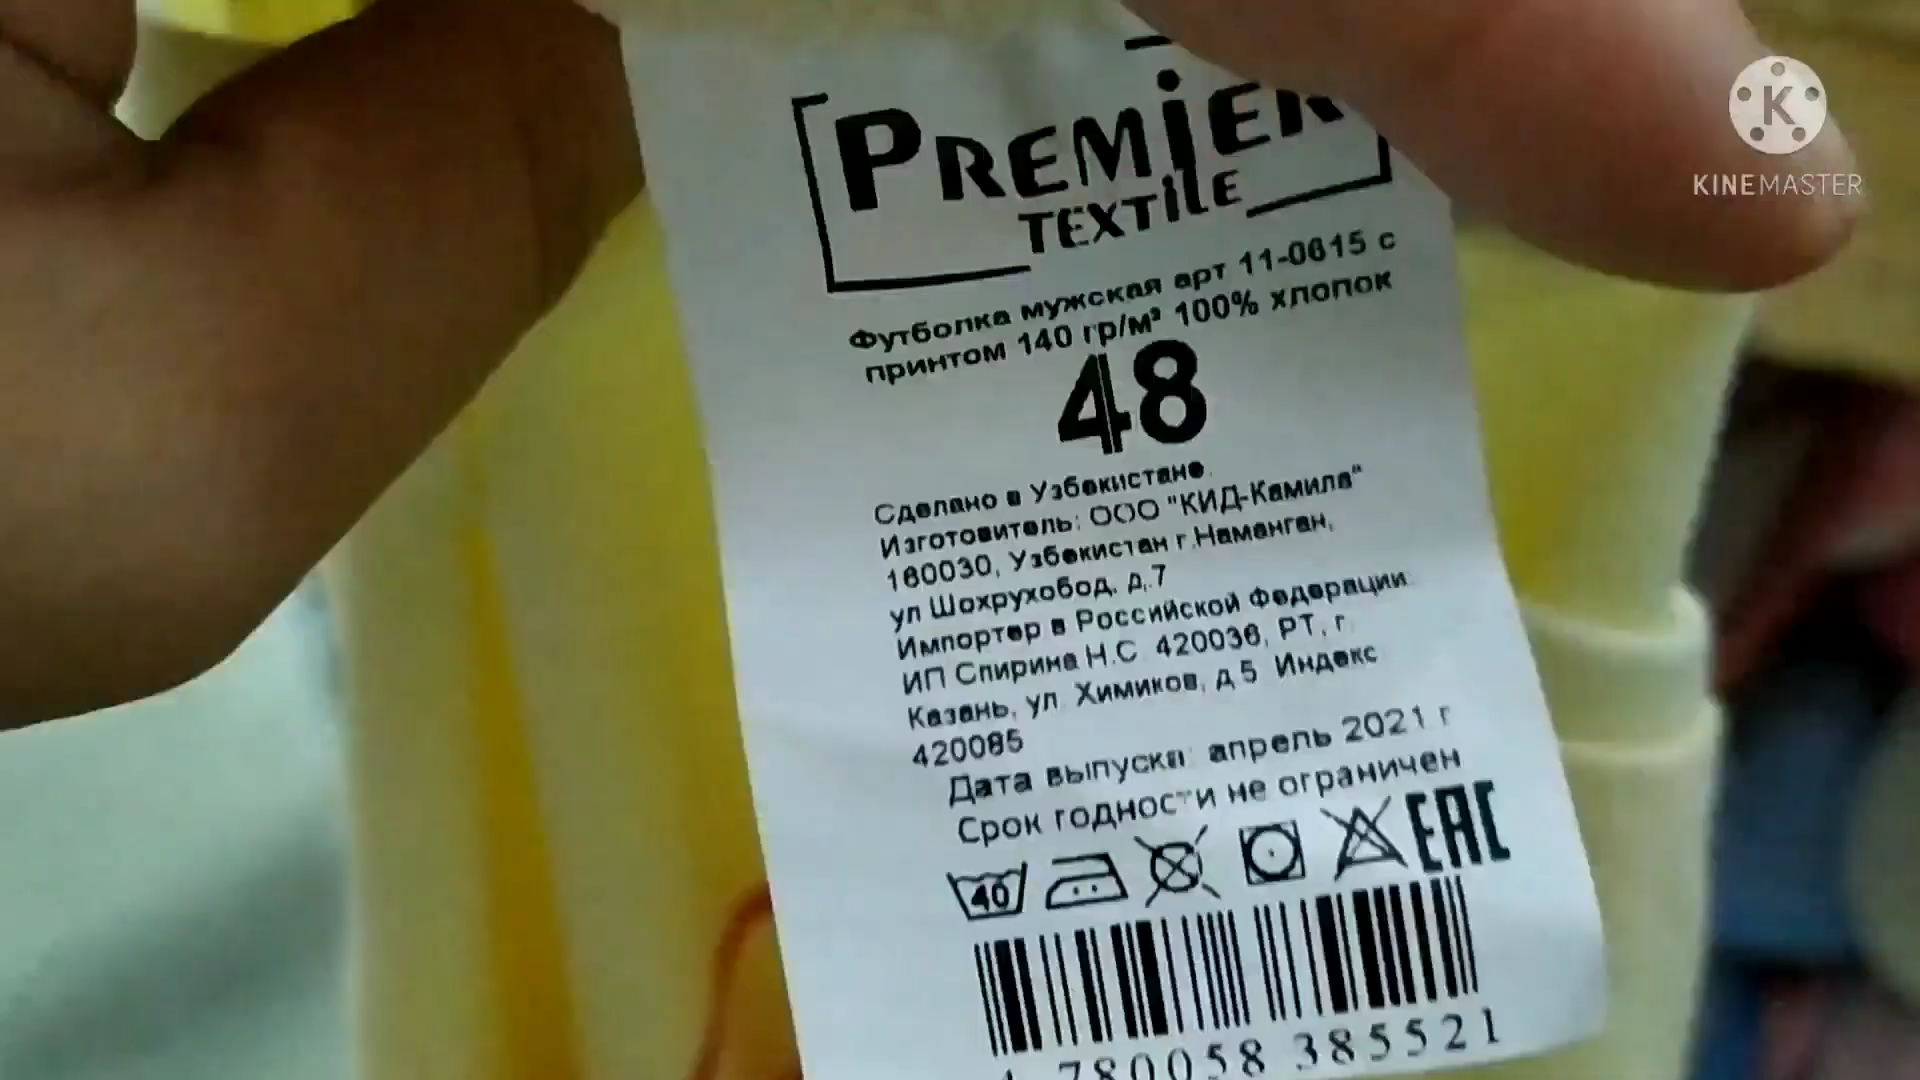 PREMIER
TEXTILE
KINEMASTER
Футболка мужская арт 11-0615 с
принтом 140 гр/м² 100% хлопок
48
Сделано в Узбекистане.
Изготовитель: ООО "КИД-Камила"
160030, Узбекистан г.Наманган,
ул Шохрухобод, д.7
Импортер в Российской Федерации:
ИП Спирина Н.С. 420036, РТ, г.
Казань, ул. Химиков, д.5 Индекс
420085
Дата выпуска: апрель 2021 г
Срок годности не ограничен
40
EAC
780058 385521